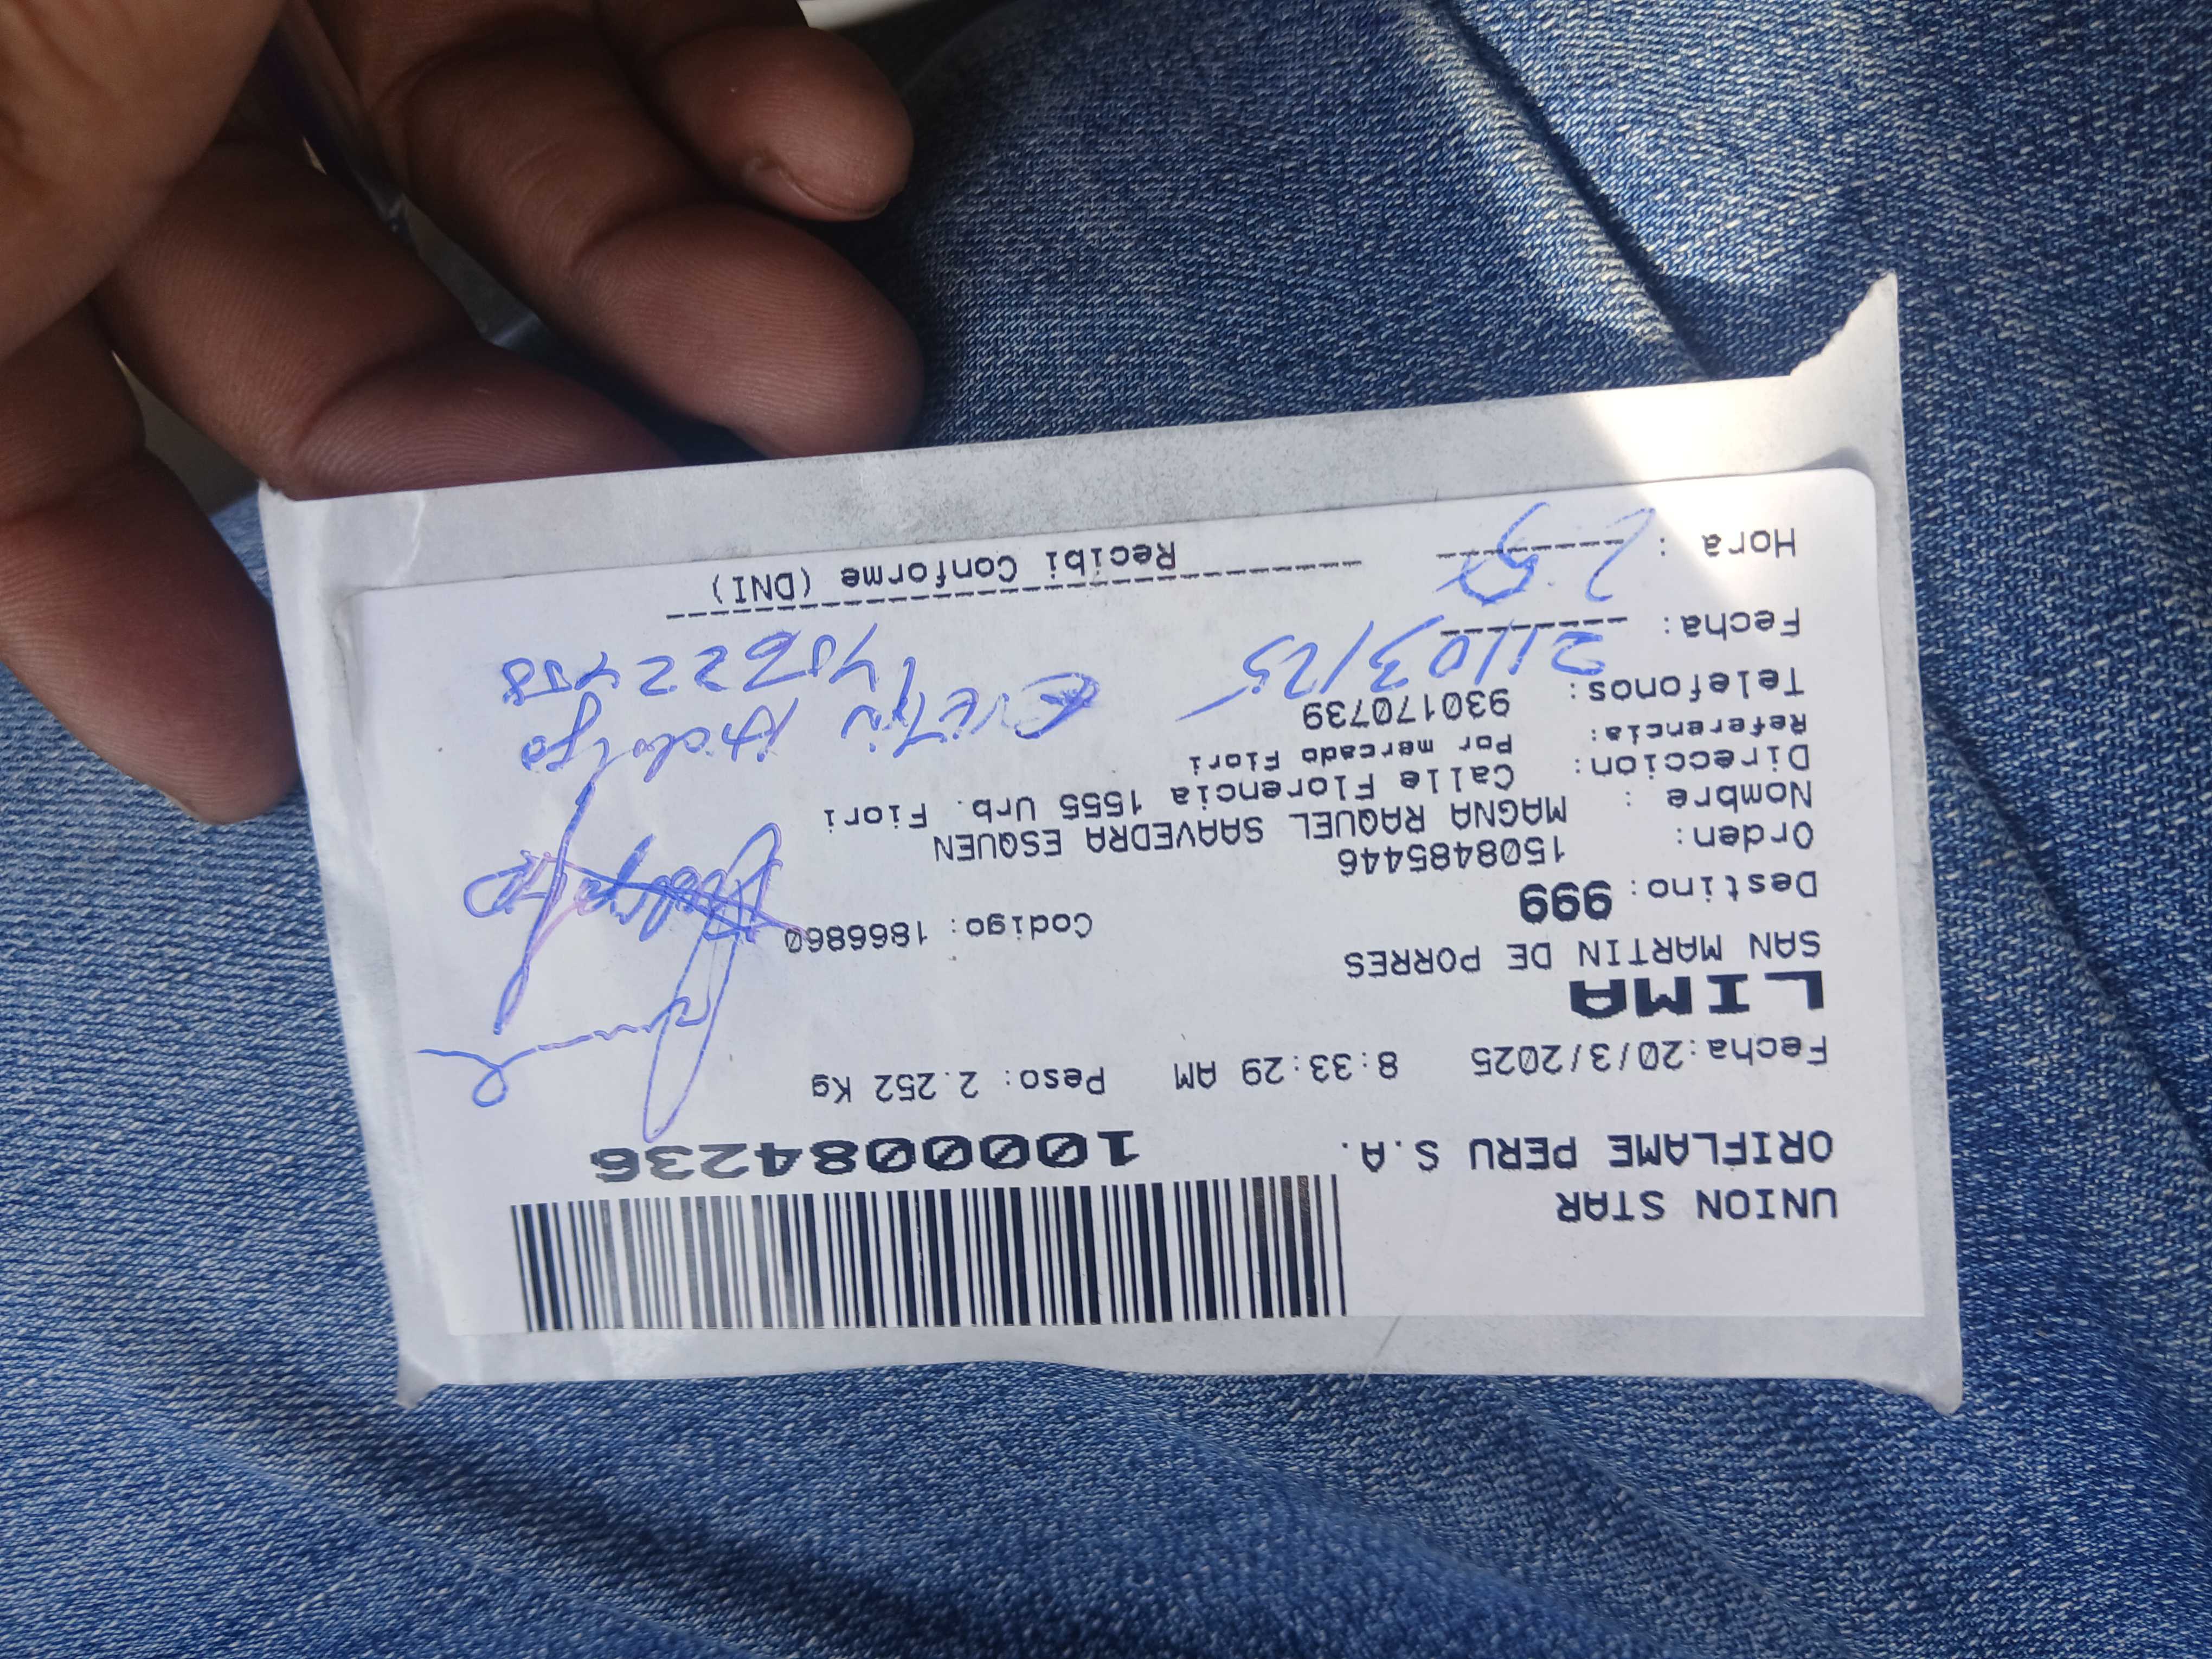 UNION STAR
ORIFLAME PERU S.A. 1000084236
Fecha:20/3/2025 8:33:29 AM Peso: 2.252 Kg
LIMA
SAN MARTIN DE PORRES
Destino: 999 Codigo: 1866860
Orden: 1508485446
Nombre : MAGNA RAQUEL SAAVEDRA ESQUEN
Direccion: Calle Florencia 1555 Urb. Fiori
Referencia: Por mercado Fiori
Telefonos: 930170739
Fecha: 21/03/25
Hora :
Recibi Conforme (DNI)